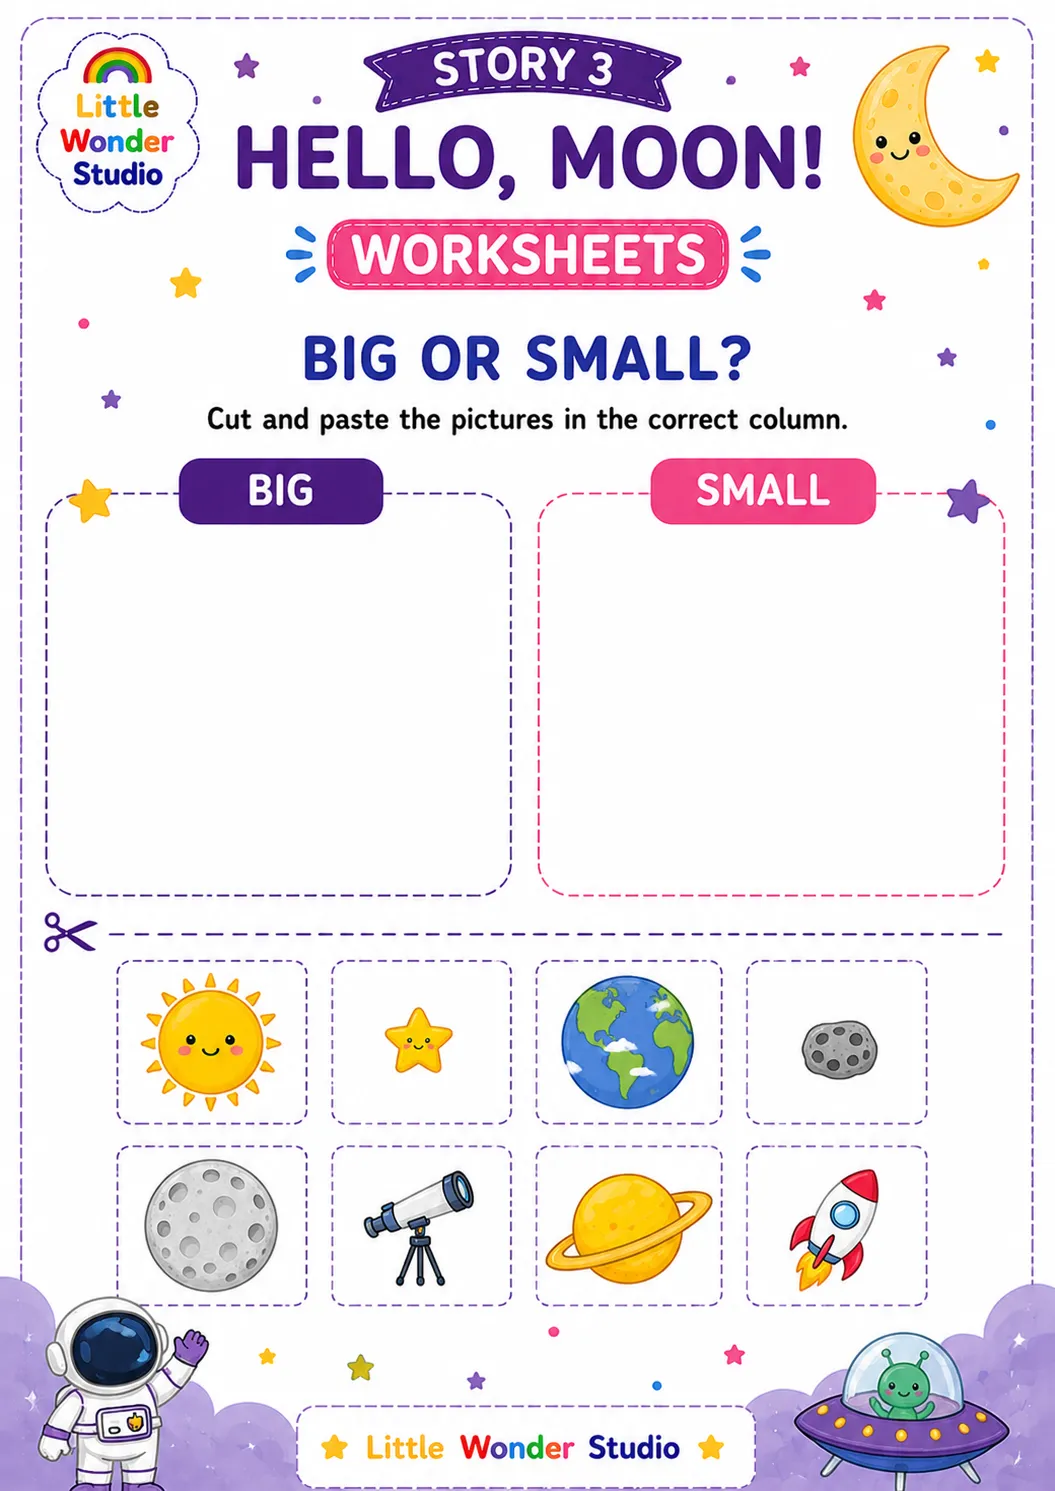 Little
Wonder
Studio
STORY 3
HELLO, MOON!
WORKSHEETS
BIG OR SMALL?
Cut and paste the pictures in the correct column.
BIG
SMALL
Little Wonder Studio